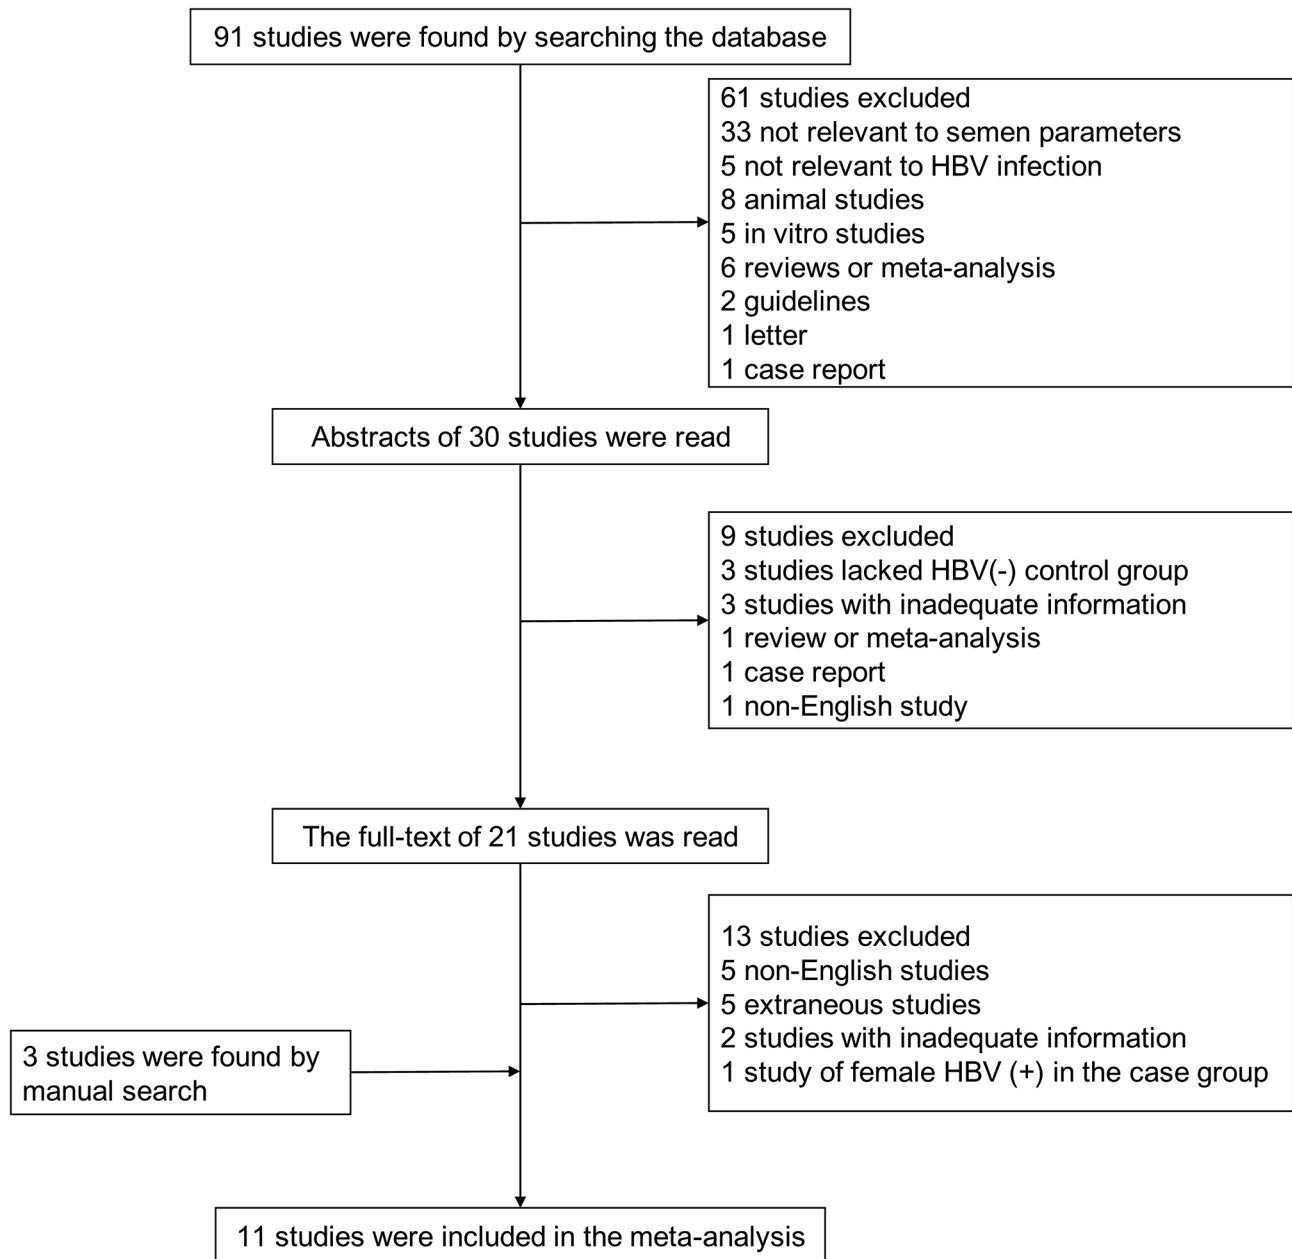 91 studies were found by searching the database
61 studies excluded
33 not relevant to semen parameters
5 not relevant to HBV infection
8 animal studies
5 in vitro studies
6 reviews or meta-analysis
2 guidelines
1 letter
1 case report
Abstracts of 30 studies were read
9 studies excluded
3 studies lacked HBV(-) control group
3 studies with inadequate information
1 review or meta-analysis
1 case report
1 non-English study
The full-text of 21 studies was read
13 studies excluded
5 non-English studies
5 extraneous studies
2 studies with inadequate information
1 study of female HBV (+) in the case group
3 studies were found by
manual search
11 studies were included in the meta-analysis